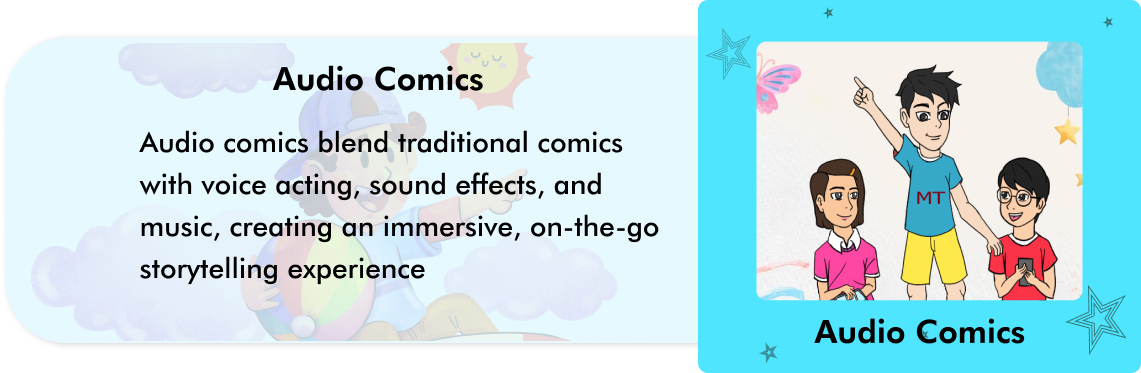 Audio Comics
Audio comics blend traditional comics
with voice acting, sound effects, and
music, creating an immersive, on-the-go
storytelling experience
MT
Audio Comics